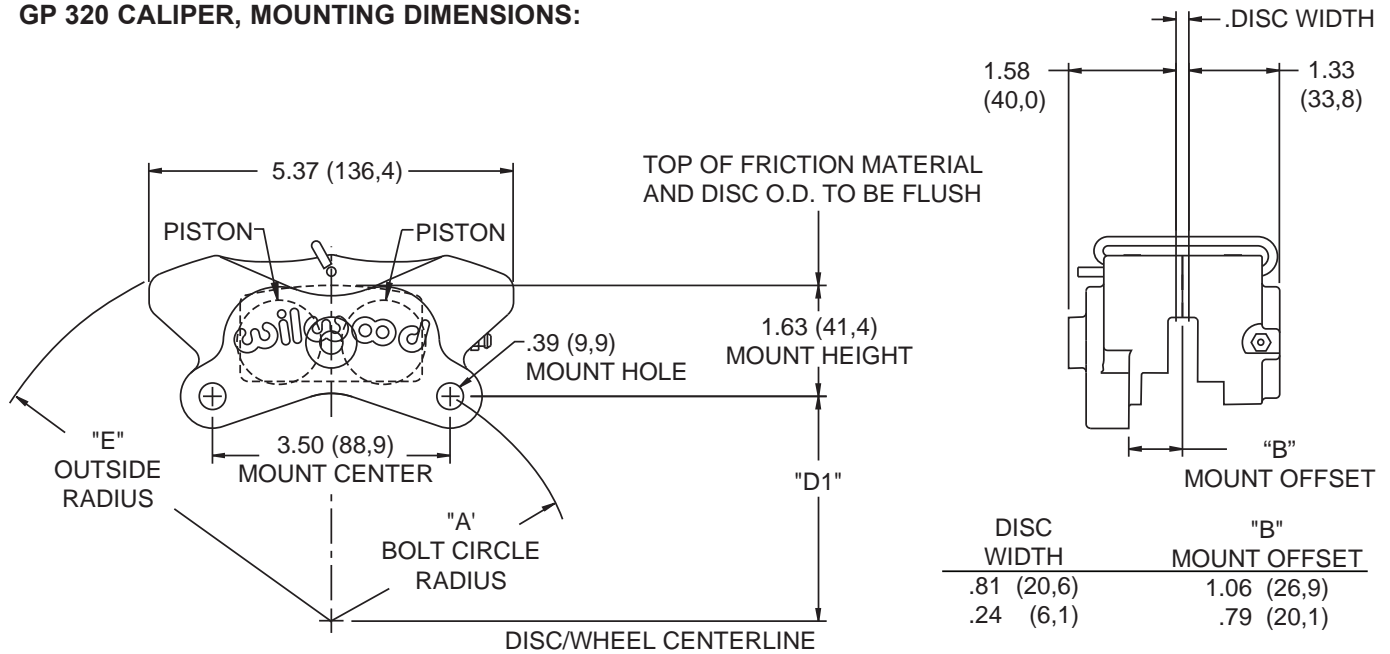 GP 320 CALIPER, MOUNTING DIMENSIONS:
.DISC WIDTH
1.58
(40,0)
1.33
(33,8)
5.37 (136,4)
TOP OF FRICTION MATERIAL
AND DISC O.D. TO BE FLUSH
PISTON
PISTON
wilwood
1.63 (41,4)
MOUNT HEIGHT
.39 (9,9)
MOUNT HOLE
"E"
OUTSIDE
RADIUS
3.50 (88,9)
MOUNT CENTER
"D1"
“B”
MOUNT OFFSET
"A'
BOLT CIRCLE
RADIUS
DISC/WHEEL CENTERLINE
DISC
WIDTH
"B"
MOUNT OFFSET
.81 (20,6)
1.06 (26,9)
.24 (6,1)
.79 (20,1)